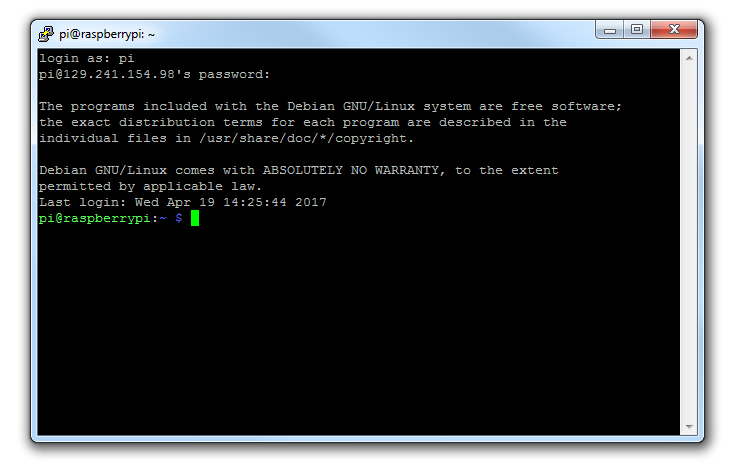 pi@raspberrypi: ~
login as: pi
pi@129.241.154.98's password:
The programs included with the Debian GNU/Linux system are free software;
the exact distribution terms for each program are described in the
individual files in /usr/share/doc/*/copyright.
Debian GNU/Linux comes with ABSOLUTELY NO WARRANTY, to the extent
permitted by applicable law.
Last login: Wed Apr 19 14:25:44 2017
pi@raspberrypi:~ $